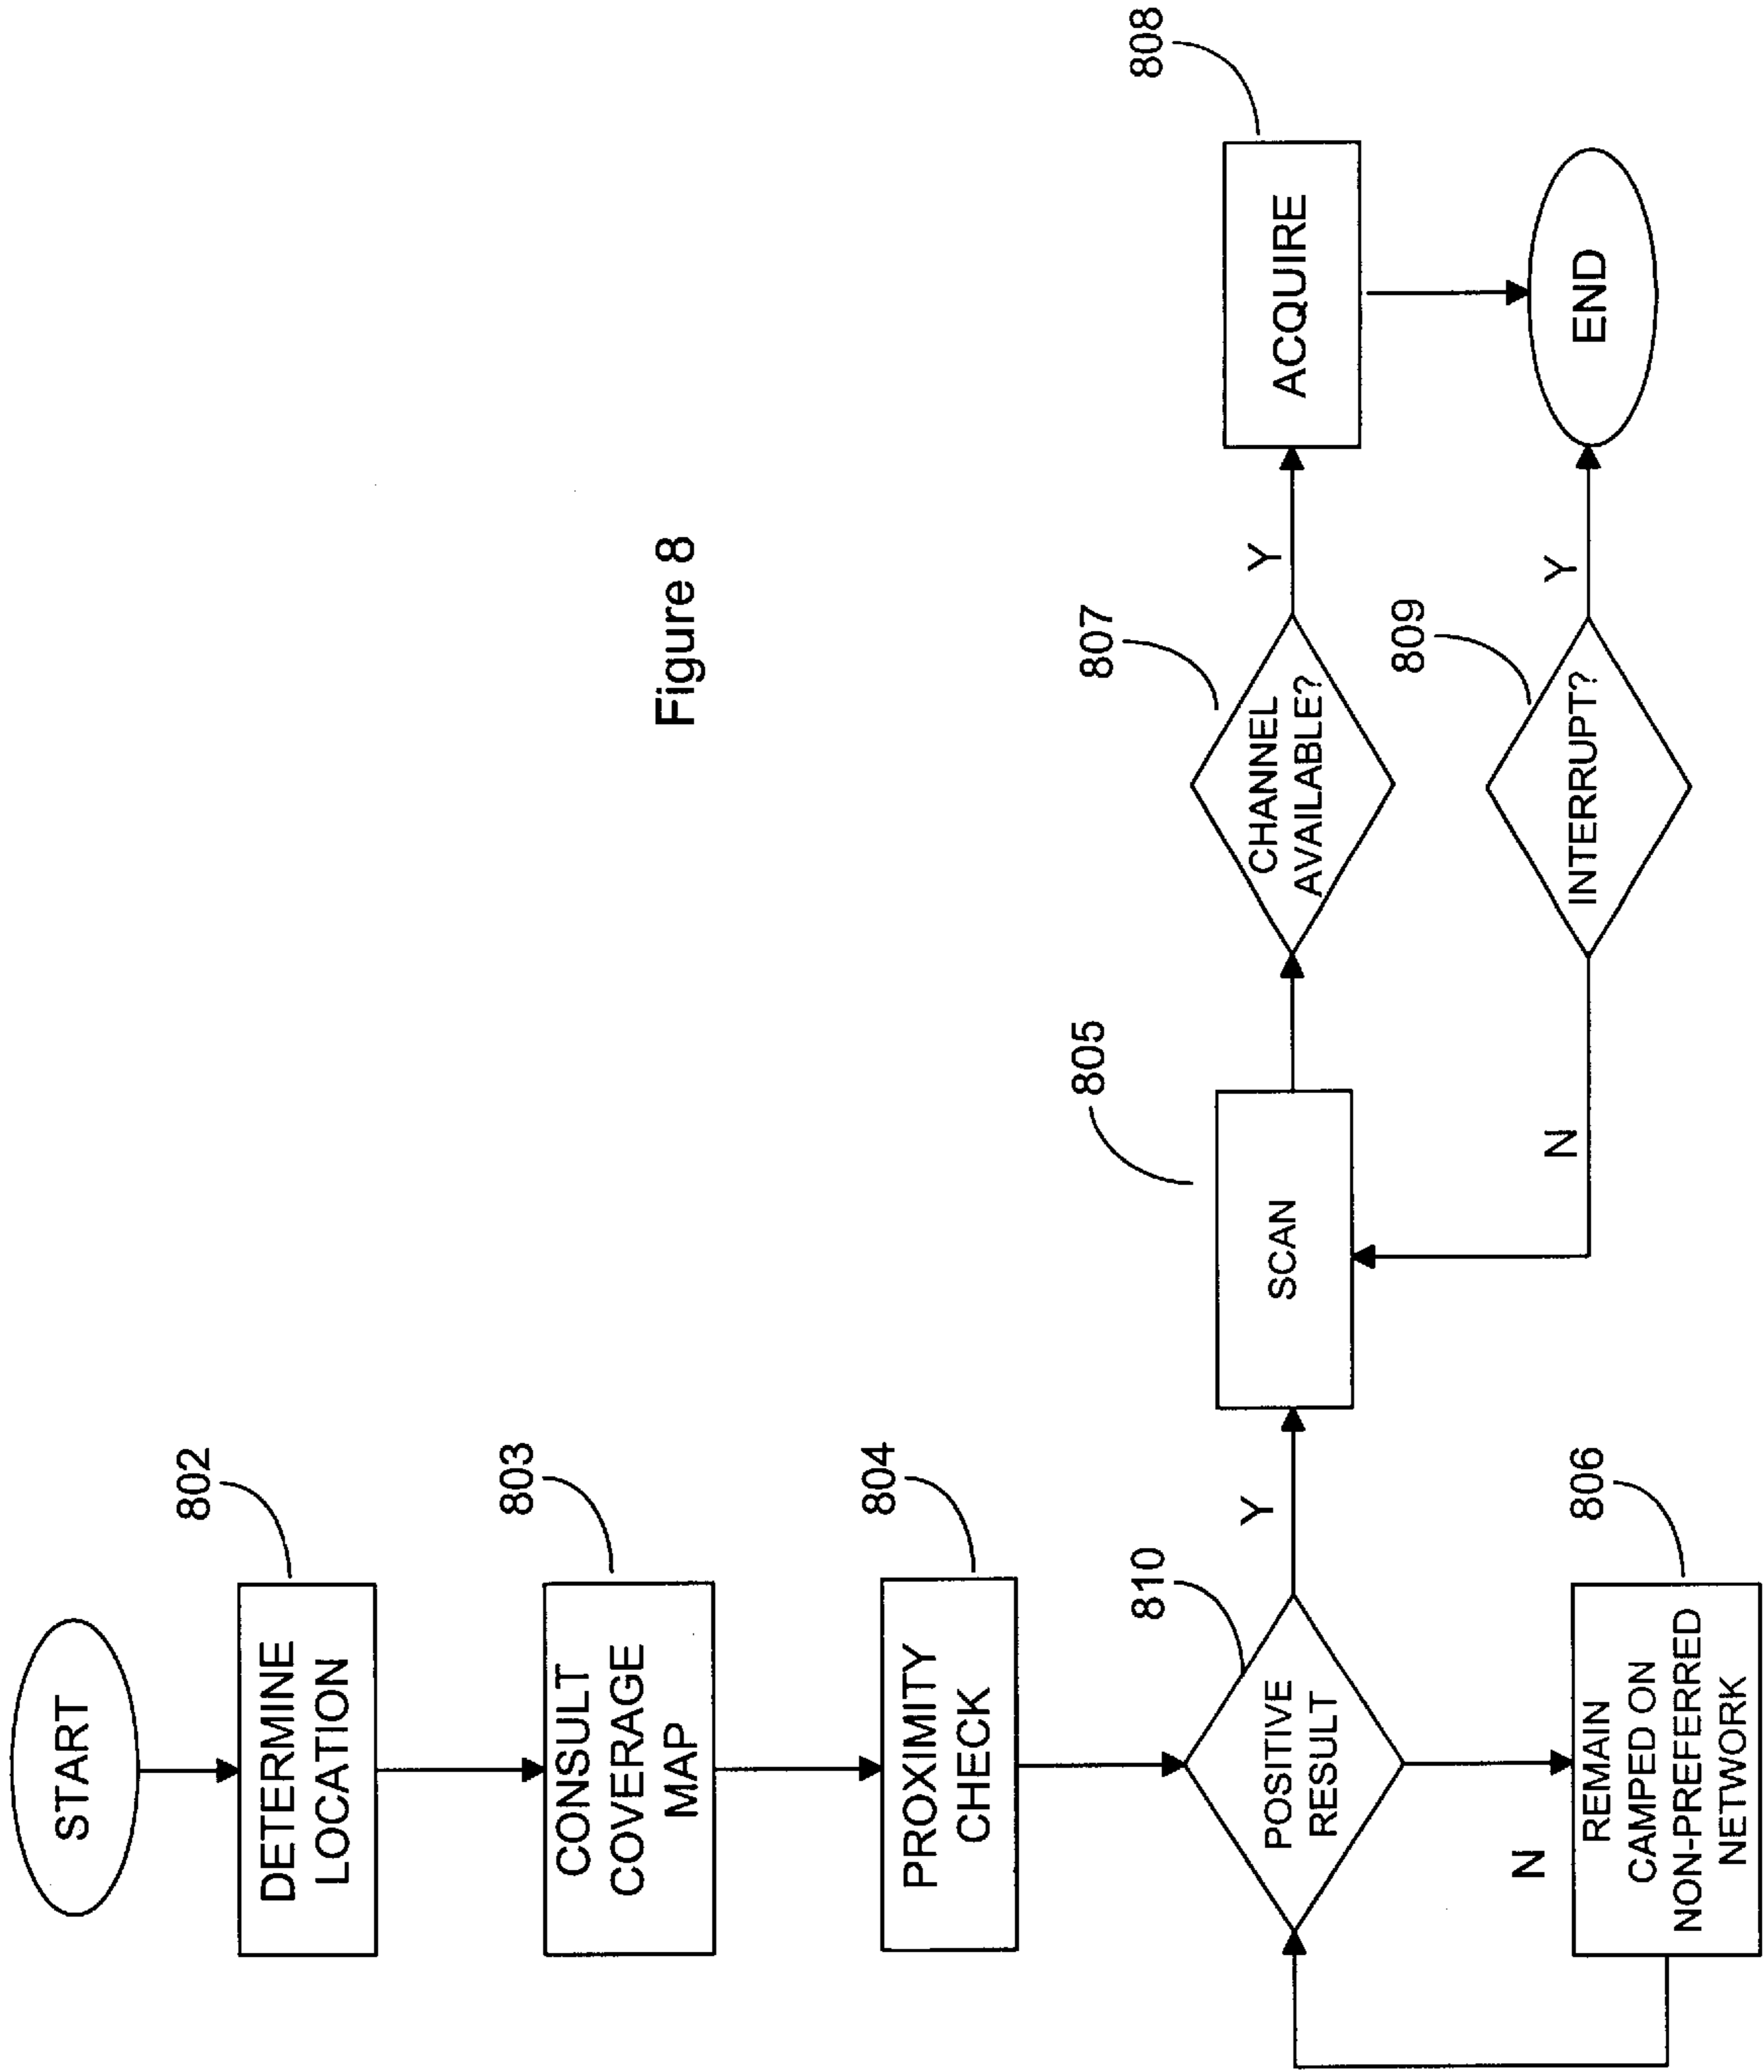 START
802
DETERMINE
LOCATION
803
CONSULT
COVERAGE
MAP
804
PROXIMITY
CHECK
810
POSITIVE
RESULT
Y
N
806
REMAIN
CAMPED ON
NON-PREFERRED
NETWORK
805
SCAN
807
CHANNEL
AVAILABLE?
Y
808
ACQUIRE
809
INTERRUPT?
N
Y
END
Figure 8